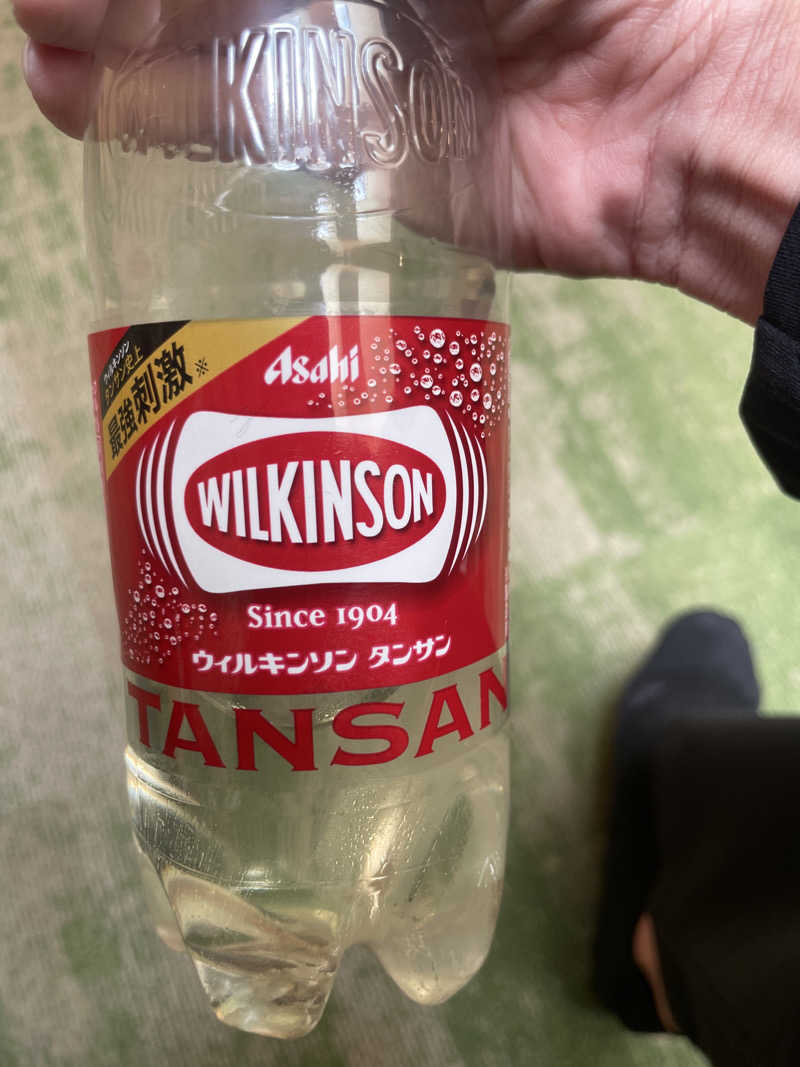 WILKINSON
ウィルキンソン
タンサン史上
最強刺激※
Asahi
WILKINSON
Since 1904
ウィルキンソン タンサン
TANSAN